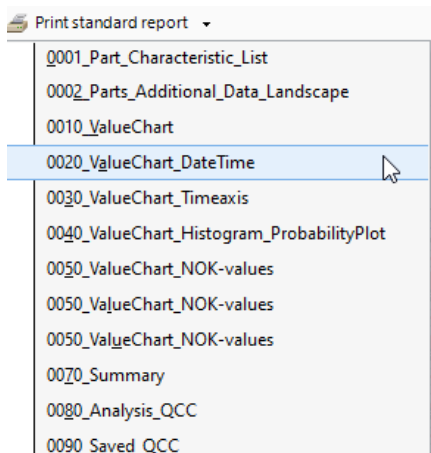 Print standard report
0001_Part_Characteristic_List
0002_Parts_Additional_Data_Landscape
0010_ValueChart
0020_ValueChart_DateTime
0030_ValueChart_Timeaxis
0040_ValueChart_Histogram_ProbabilityPlot
0050_ValueChart_NOK-values
0050_ValueChart_NOK-values
0050_ValueChart_NOK-values
0070_Summary
0080_Analysis_QCC
0090_Saved_QCC